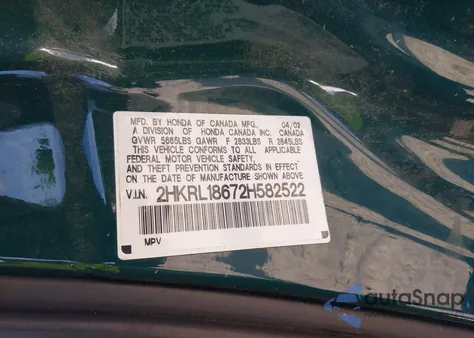 MFD. BY HONDA OF CANADA MFG. 04/02
A DIVISION OF HONDA CANADA INC. CANADA
GVWR 5665LBS GAWR F 2833LBS R 2845LBS
THIS VEHICLE CONFORMS TO ALL APPLICABLE
FEDERAL MOTOR VEHICLE SAFETY,
AND THEFT PREVENTION STANDARDS IN EFFECT
ON THE DATE OF MANUFACTURE SHOWN ABOVE.
V.I.N. 2HKRL18672H582522
MPV
autoSnap